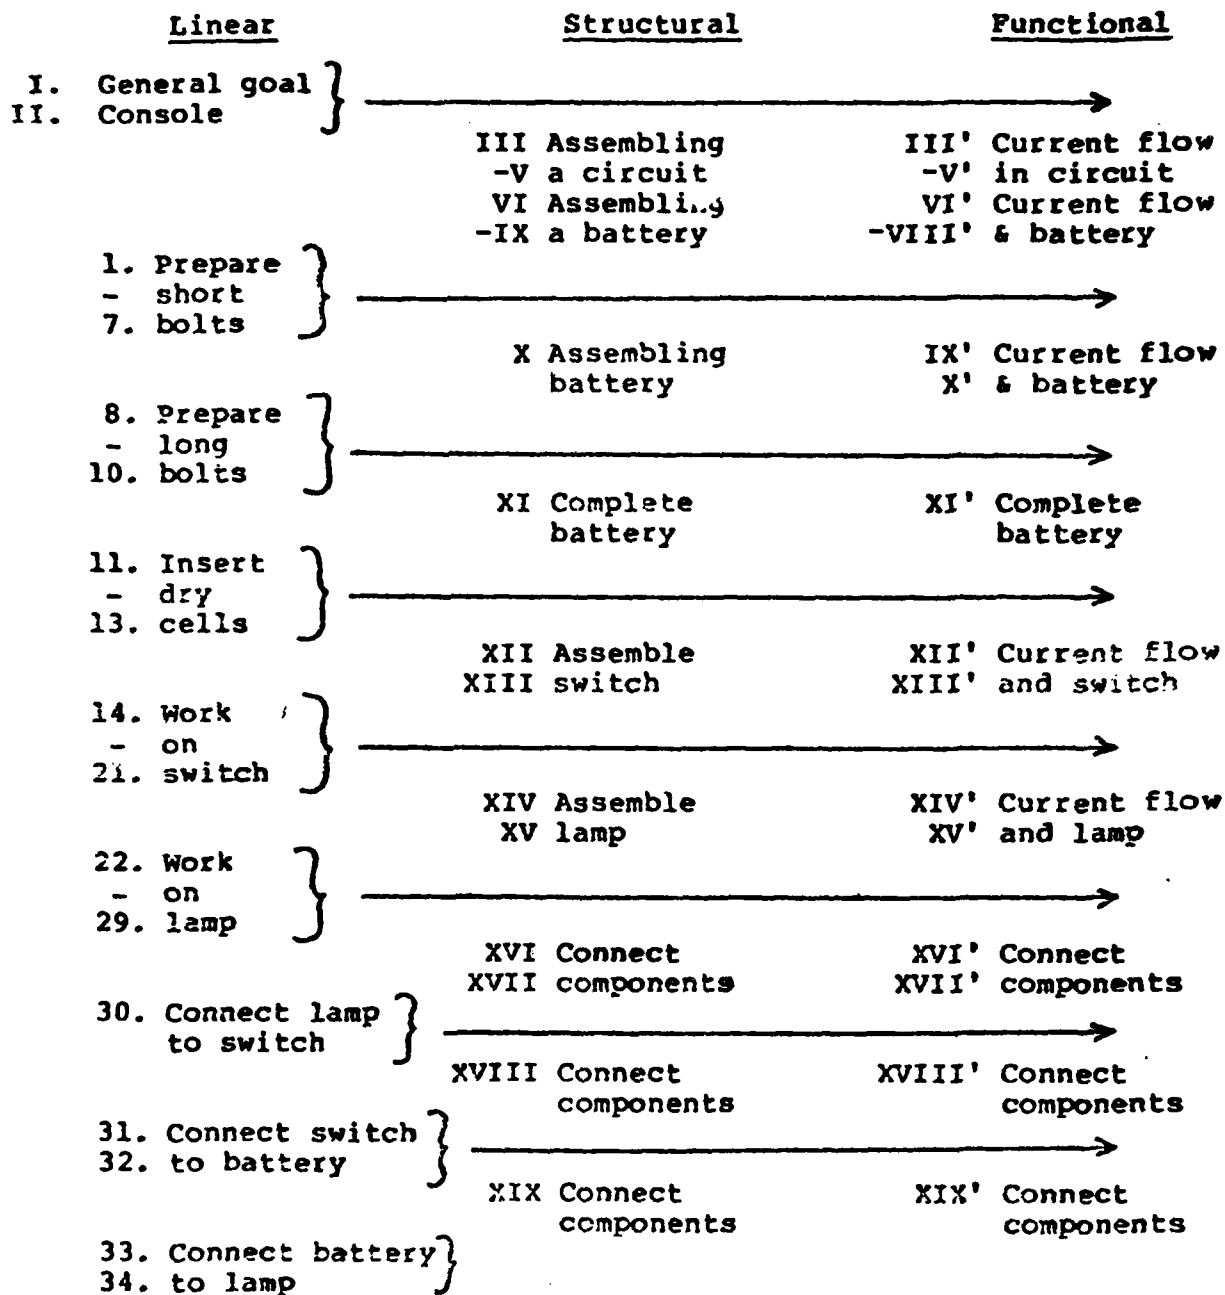 Linear Structural Functional
I. General goal
II. Console
III Assembling III' Current flow
-V a circuit -V' in circuit
VI Assembling VI' Current flow
-IX a battery -VIII' & battery
1. Prepare
- short
7. bolts
X Assembling IX' Current flow
battery X' & battery
8. Prepare
- long
10. bolts
XI Complete XI' Complete
battery battery
11. Insert
- dry
13. cells
XII Assemble XII' Current flow
XIII switch XIII' and switch
14. Work
- on
21. switch
XIV Assemble XIV' Current flow
XV lamp XV' and lamp
22. Work
- on
29. lamp
XVI Connect XVI' Connect
XVII components XVII' components
30. Connect lamp
to switch
XVIII Connect XVIII' Connect
components components
31. Connect switch
32. to battery
XIX Connect XIX' Connect
components components
33. Connect battery
34. to lamp